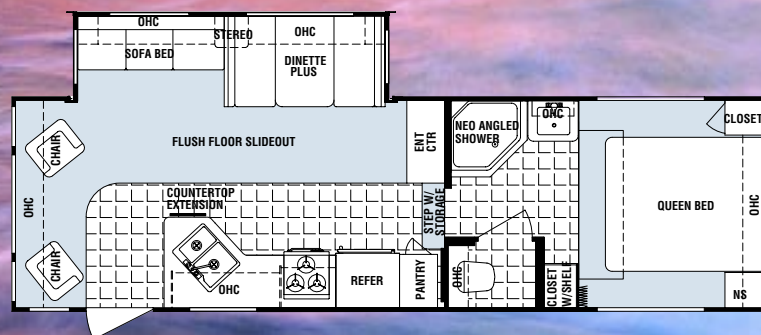 OHC
STEREO
OHC
SOFA BED
DINETTE
PLUS
FLUSH FLOOR SLIDEOUT
ENT
CTR
NEO ANGLED
SHOWER
OHC
CLOSET
CHAIR
OHC
CHAIR
COUNTERTOP
EXTENSION
STEP W/
STORAGE
QUEEN BED
OHC
OHC
REFER
PANTRY
OHC
CLOSET
W/SHELF
NS